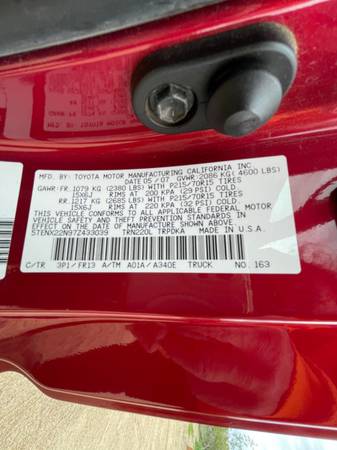 MFD. BY: TOYOTA MOTOR MANUFACTURING CALIFORNIA INC
DATE 05/07 GVWR: 2086 KG(4600 LBS)
GAWR: FR. 1079 KG (2380 LBS) WITH P215/70R15 TIRES
15X6J RIMS AT 200 KPA (29 PSI) COLD.
RR. 1217 KG (2685 LBS) WITH P215/70R15 TIRES
15X6J RIMS AT 220 KPA (32 PSI) COLD.
THIS VEHICLE CONFORMS TO ALL APPLICABLE FEDERAL MOTOR
VEHICLE SAFETY AND THEFT PREVENTION STANDARDS IN
EFFECT ON THE DATE OF MANUFACTURE SHOWN ABOVE.
5TENX22N97Z433039 TRN220L TRPDKA MADE IN U.S.A.
C/TR 3P1/FR13 A/TM A01A/A340E TRUCK NO. 163